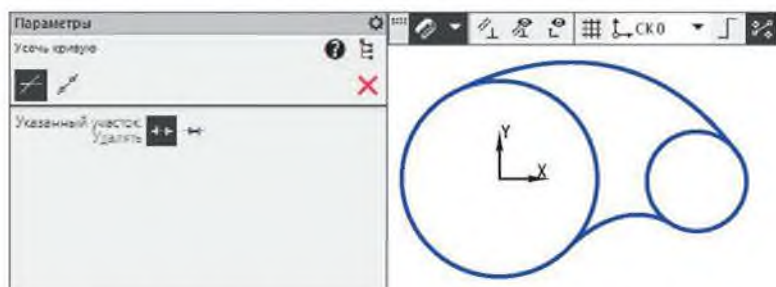 Параметры
Усечь кривую
Указанный участок:
Удалять
СК 0
Y
X